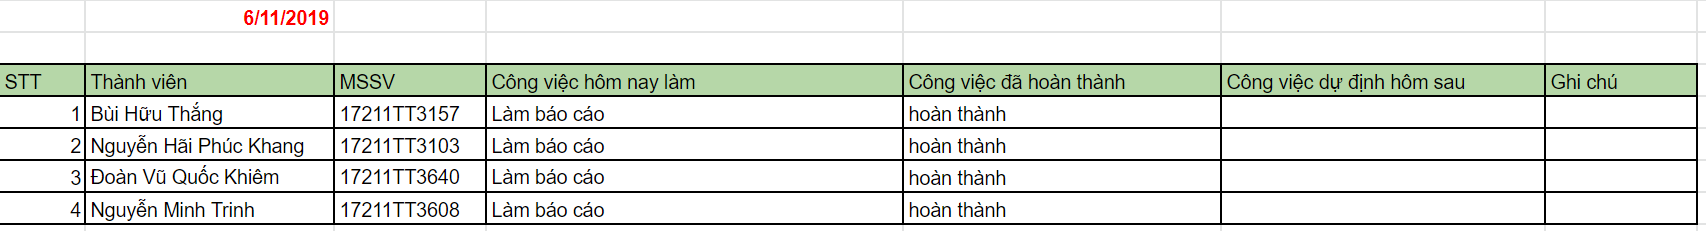 6/11/2019
STT Thành viên MSSV Công việc hôm nay làm Công việc đã hoàn thành Công việc dự định hôm sau Ghi chú
1 Bùi Hữu Thắng 17211TT3157 Làm báo cáo hoàn thành
2 Nguyễn Hãi Phúc Khang 17211TT3103 Làm báo cáo hoàn thành
3 Đoàn Vũ Quốc Khiêm 17211TT3640 Làm báo cáo hoàn thành
4 Nguyễn Minh Trinh 17211TT3608 Làm báo cáo hoàn thành